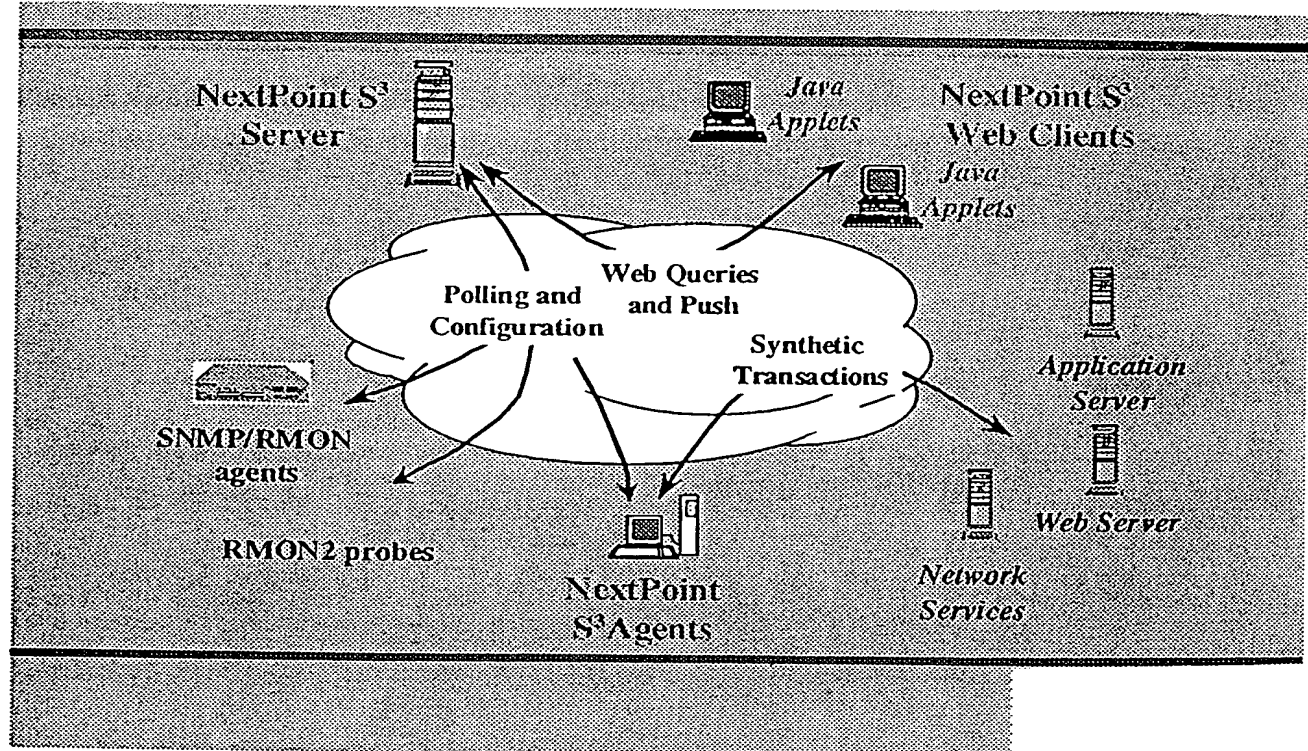 NextPoint S³
Server
Java
Applets
NextPoint S³
Web Clients
Java
Applets
Web Queries
and Push
Polling and
Configuration
Synthetic
Transactions
Application
Server
SNMP/RMON
agents
RMON2 probes
Web Server
Network
Services
NextPoint
S³Agents